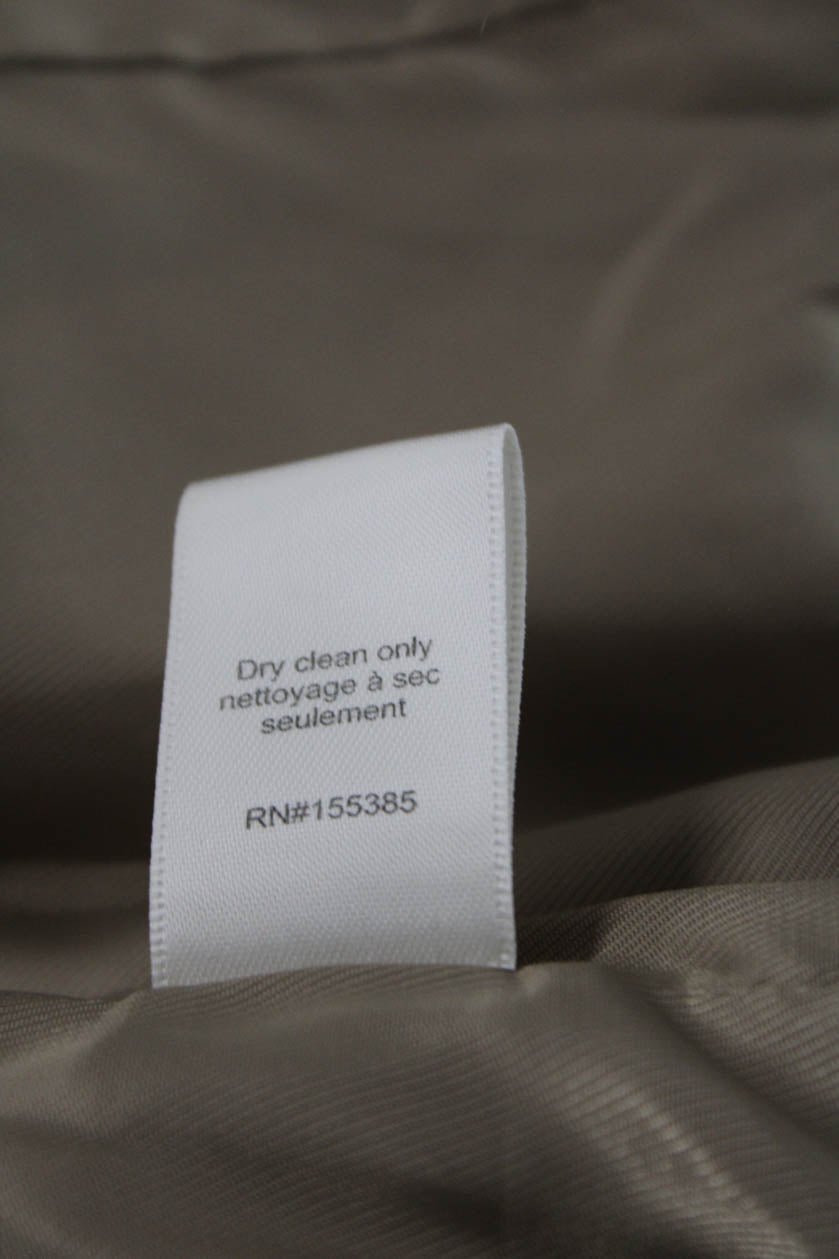 Dry clean only
nettoyage à sec
seulement
RN#155385